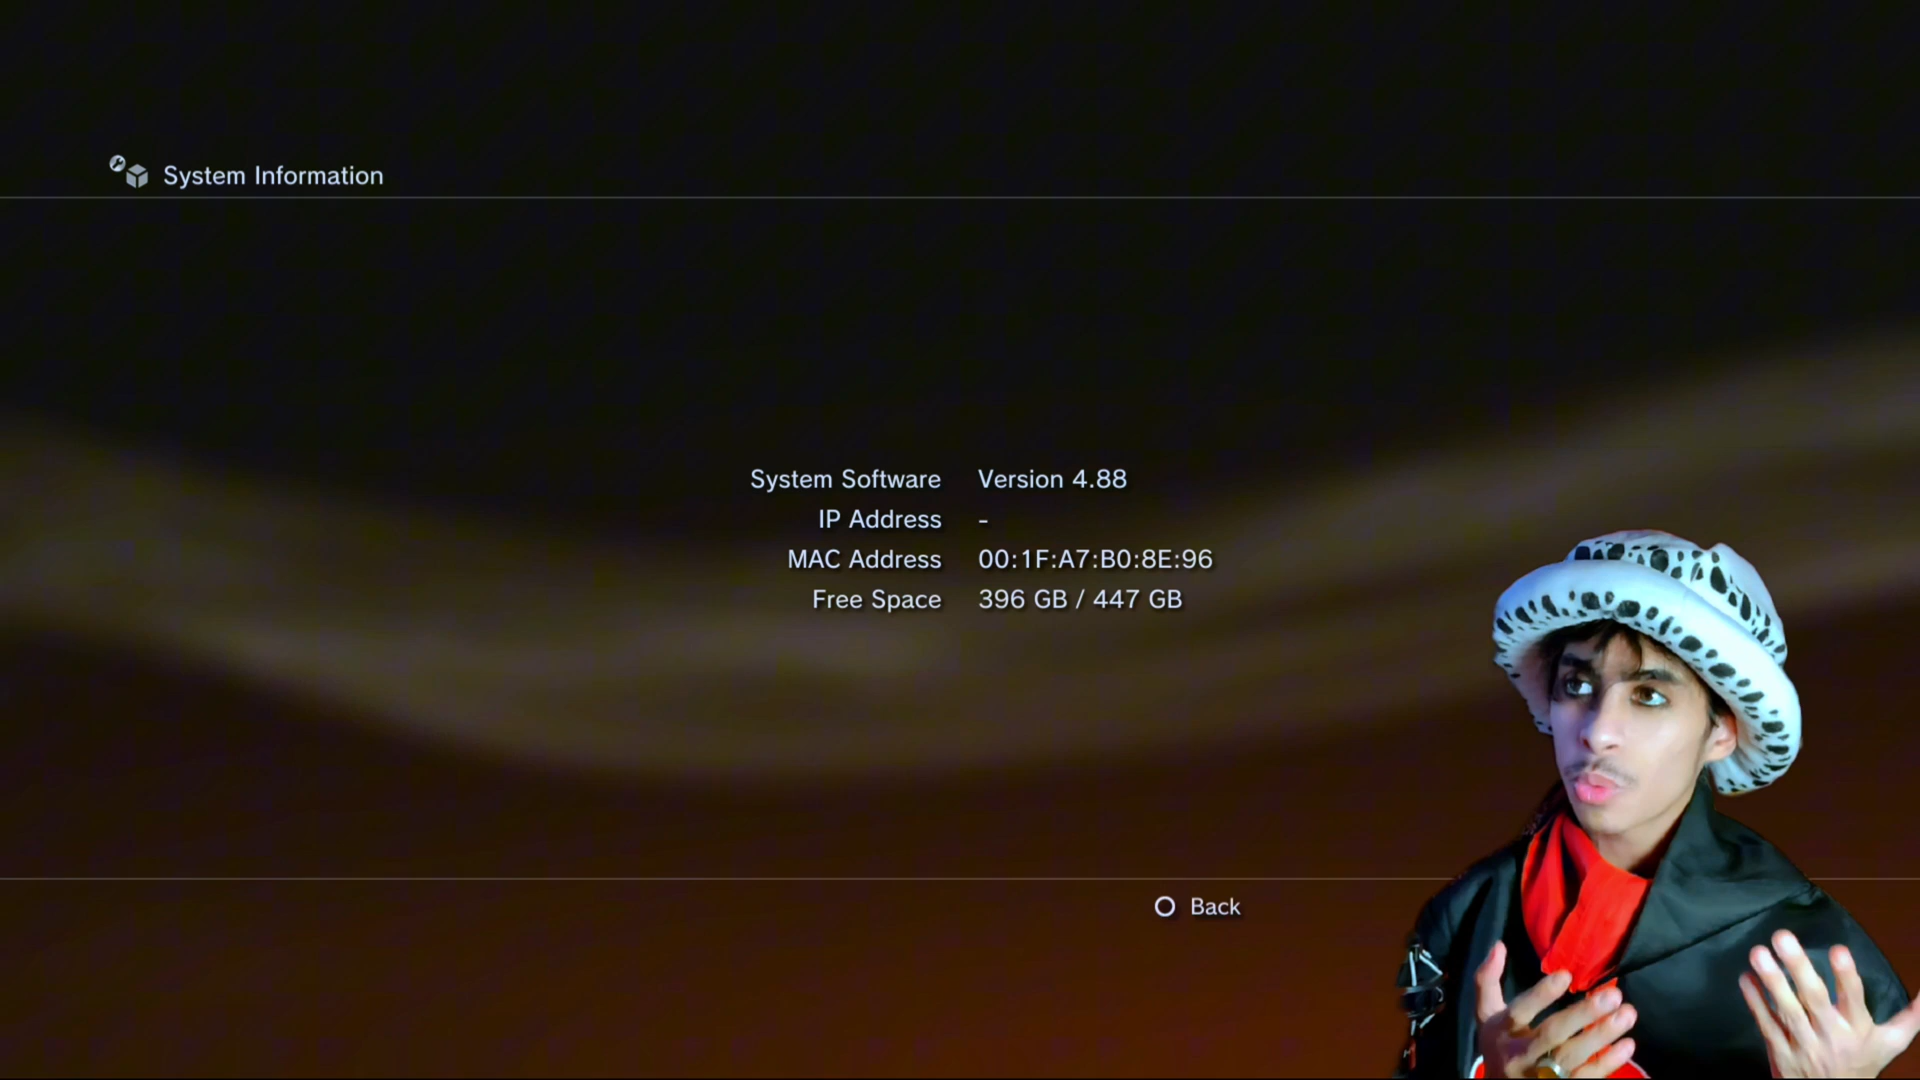 System Information
System Software Version 4.88
IP Address -
MAC Address 00:1F:A7:B0:8E:96
Free Space 396 GB / 447 GB
Back